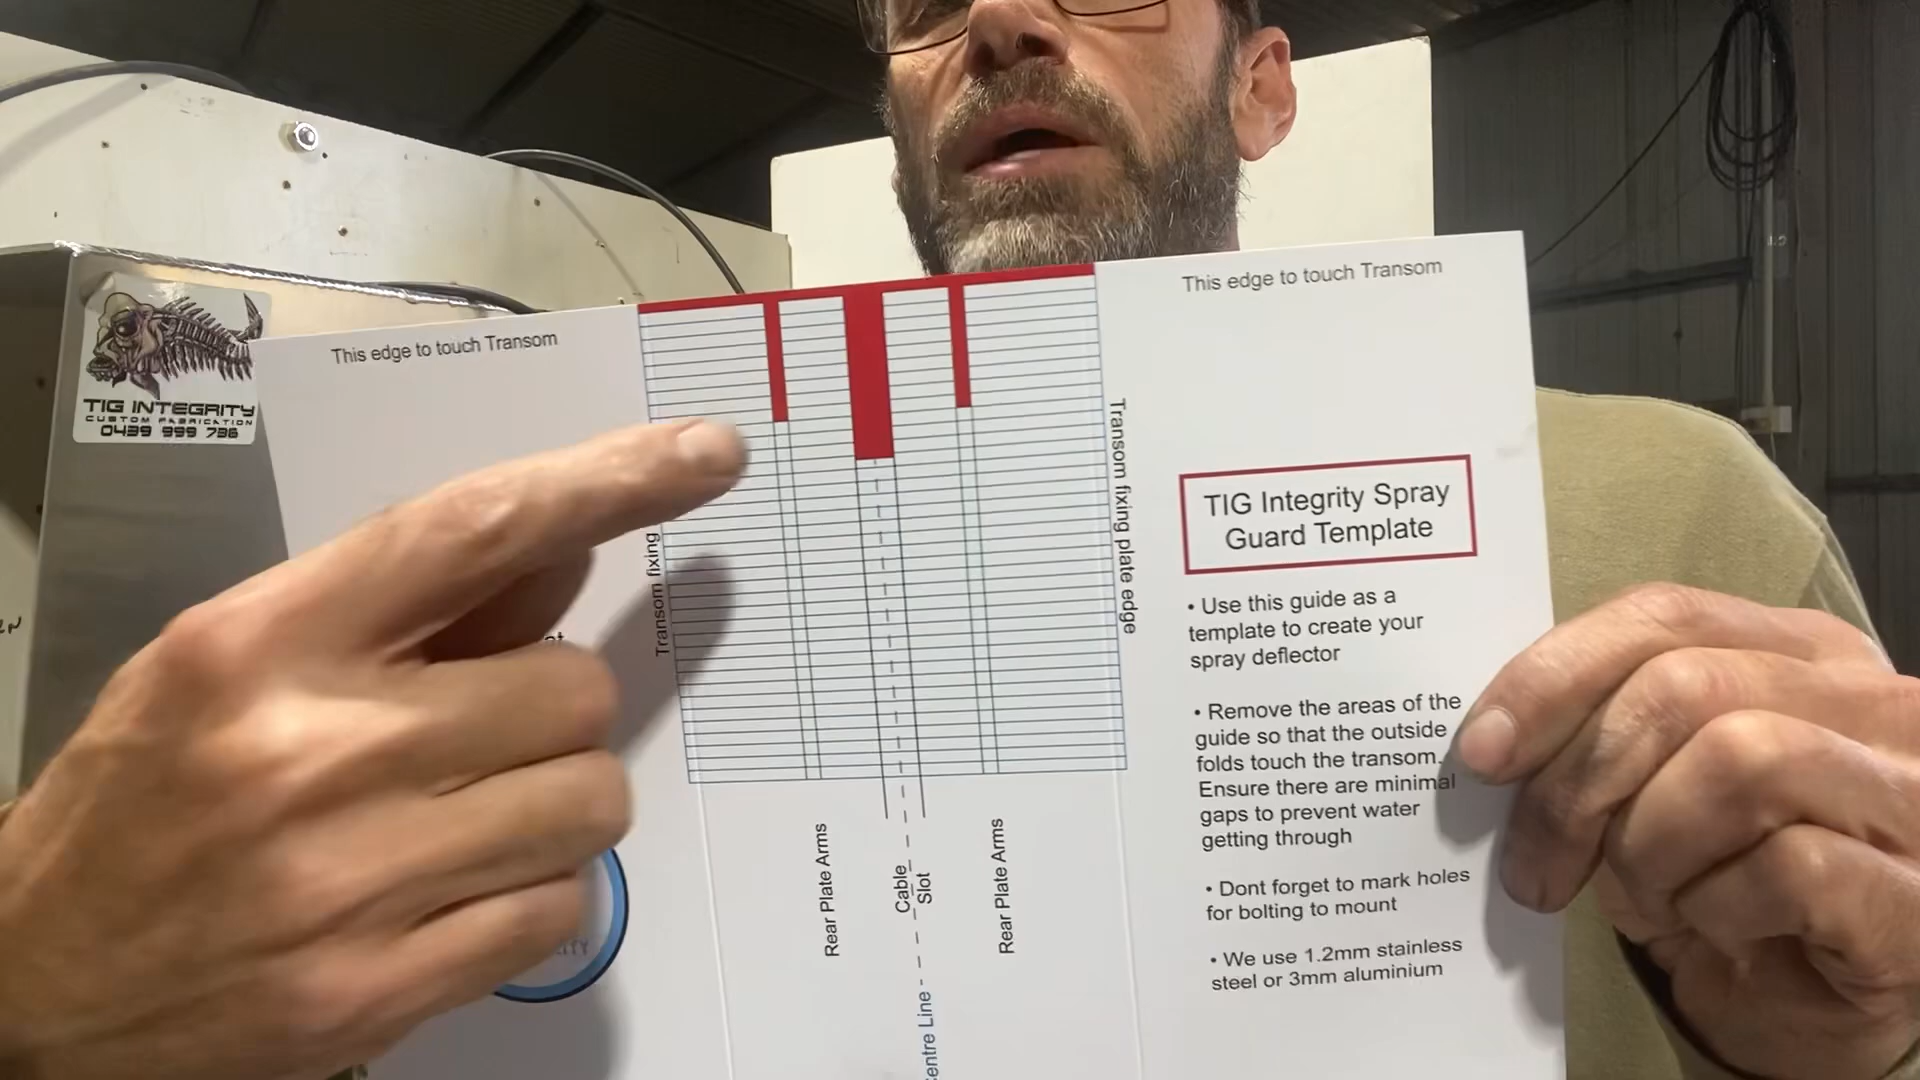 This edge to touch Transom
This edge to touch Transom
TIG INTEGRITY
CUSTOM FABRICATION
0439 999 736
Transom fixing
Transom fixing plate edge
TIG Integrity Spray
Guard Template
• Use this guide as a
template to create your
spray deflector
• Remove the areas of the
guide so that the outside
folds touch the transom.
Ensure there are minimal
gaps to prevent water
getting through
• Dont forget to mark holes
for bolting to mount
• We use 1.2mm stainless
steel or 3mm aluminium
Rear Plate Arms
Cable
Slot
Rear Plate Arms
entre Line